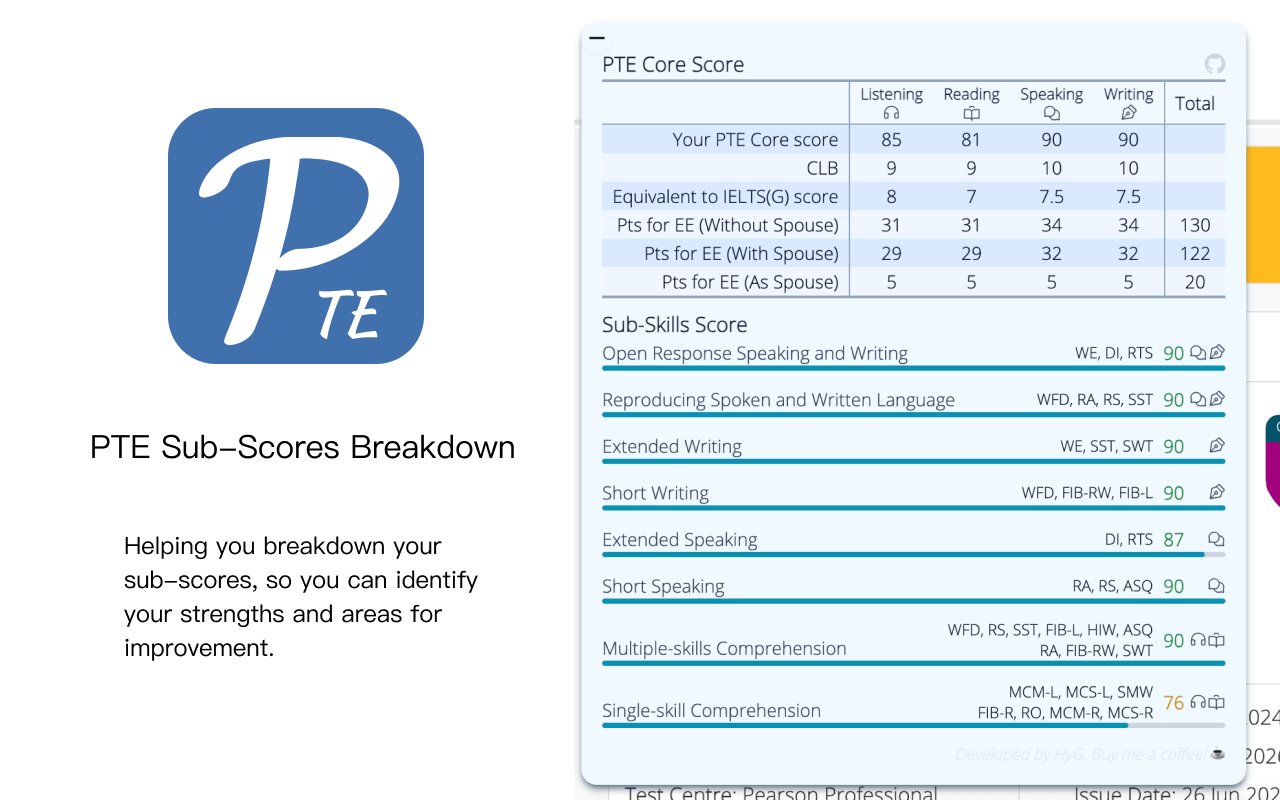 PTE
PTE Sub-Scores Breakdown
Helping you breakdown your
sub-scores, so you can identify
your strengths and areas for
improvement.
PTE Core Score
Listening Reading Speaking Writing Total
Your PTE Core score 85 81 90 90
CLB 9 9 10 10
Equivalent to IELTS(G) score 8 7 7.5 7.5
Pts for EE (Without Spouse) 31 31 34 34 130
Pts for EE (With Spouse) 29 29 32 32 122
Pts for EE (As Spouse) 5 5 5 5 20
Sub-Skills Score
Open Response Speaking and Writing WE, DI, RTS 90
Reproducing Spoken and Written Language WFD, RA, RS, SST 90
Extended Writing WE, SST, SWT 90
Short Writing WFD, FIB-RW, FIB-L 90
Extended Speaking DI, RTS 87
Short Speaking RA, RS, ASQ 90
WFD, RS, SST, FIB-L, HIW, ASQ
Multiple-skills Comprehension RA, FIB-RW, SWT 90
MCM-L, MCS-L, SMW
Single-skill Comprehension FIB-R, RO, MCM-R, MCS-R 76
Developed by HyG. Buy me a coffee!
Test Centre: Pearson Professional Issue Date: 26 Jun 202